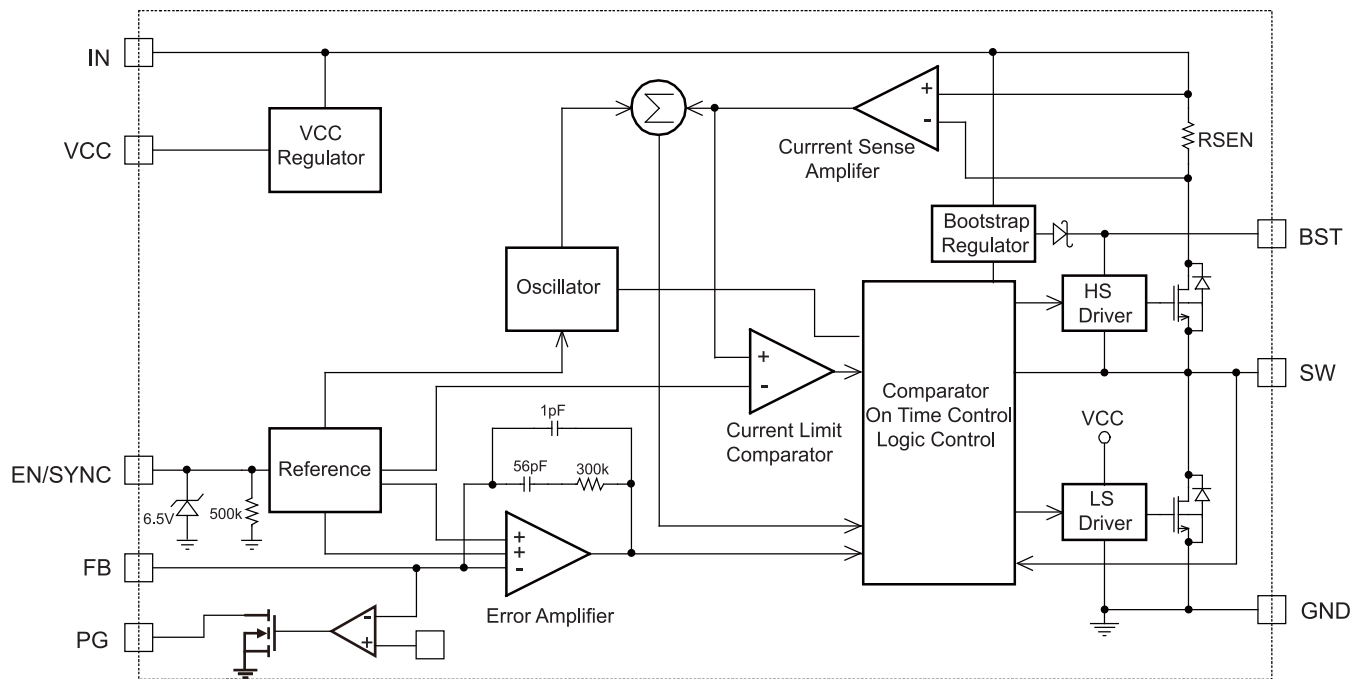 IN
VCC
VCC
Regulator
Σ
+
-
Currrent Sense
Amplifer
RSEN
Bootstrap
Regulator
BST
Oscillator
HS
Driver
+
-
Current Limit
Comparator
Comparator
On Time Control
Logic Control
SW
VCC
1pF
56pF
300k
EN/SYNC
Reference
6.5V
500k
LS
Driver
+
+
-
Error Amplifier
FB
PG
-
+
GND